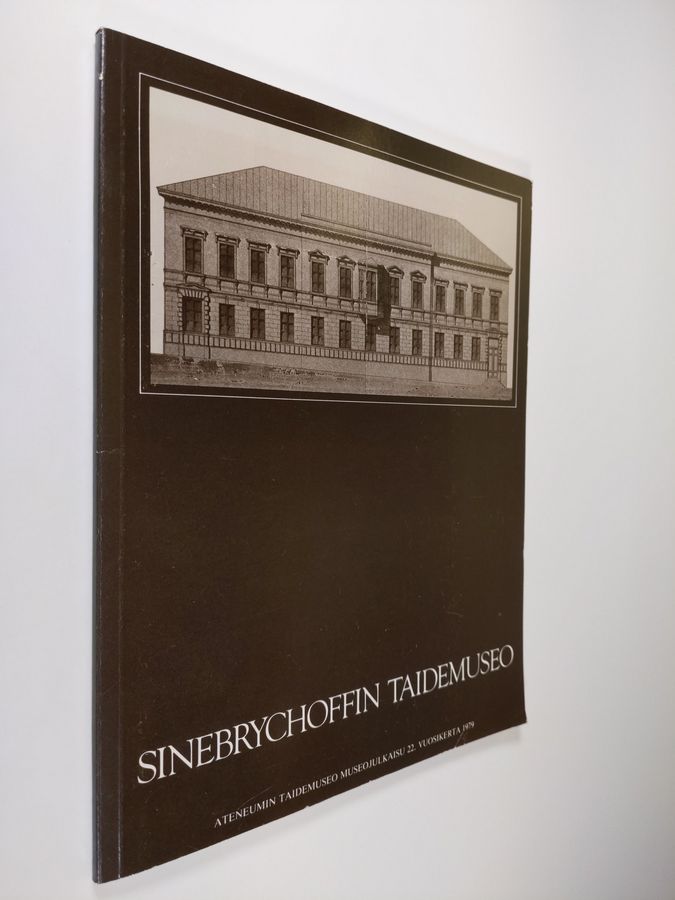 SINEBRYCHOFFIN TAIDEMUSEO
ATENEUMIN TAIDEMUSEO MUSEOJULKAISU 22. VUOSIKERTA 1979